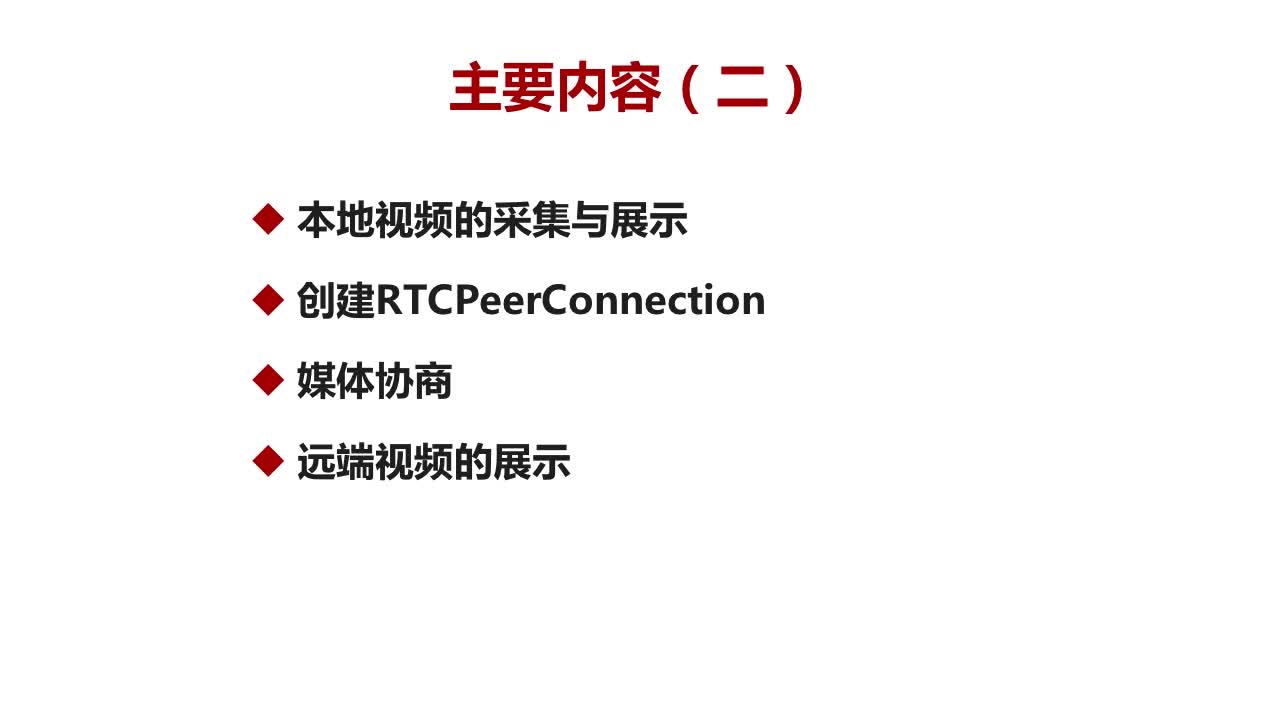 主要内容（二）
◆ 本地视频的采集与展示
◆ 创建RTCPeerConnection
◆ 媒体协商
◆ 远端视频的展示